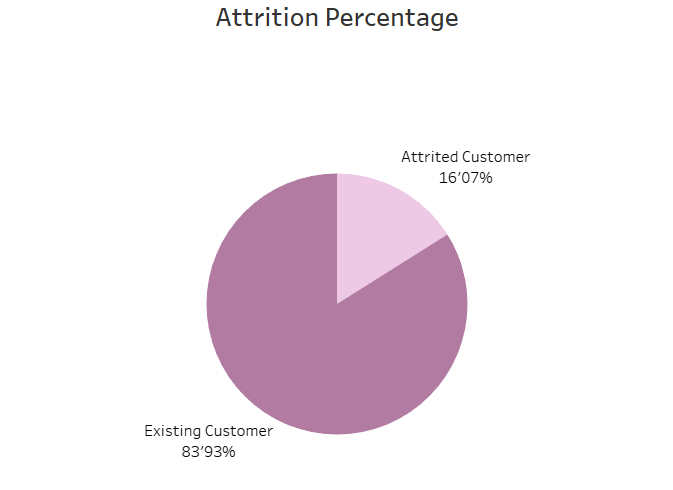 Attrition Percentage
Attrited Customer
16’07%
Existing Customer
83’93%